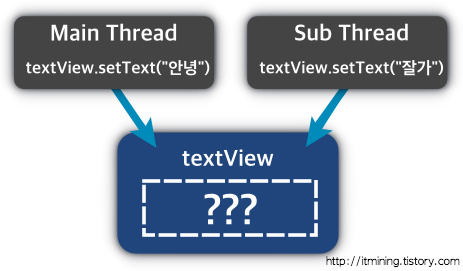 Main Thread
textView.setText("안녕")
Sub Thread
textView.setText("잘가")
textView
???
http://itmining.tistory.com